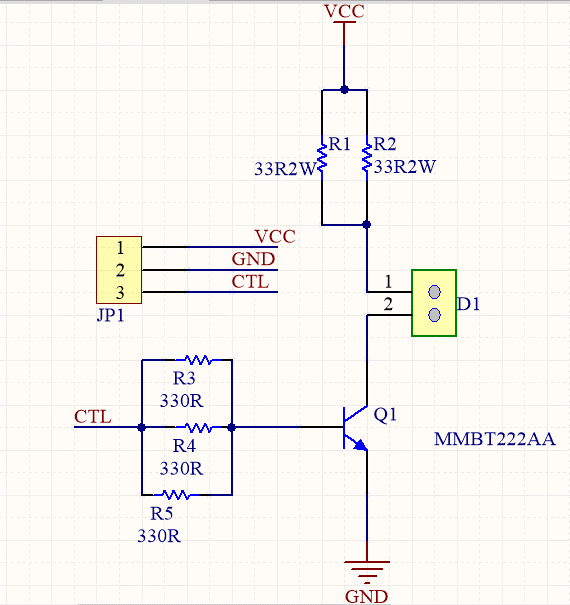 VCC
R1
R2
33R2W
33R2W
VCC
1
GND
2
CTL
3
JP1
1
2
D1
R3
330R
CTL
Q1
R4
MMBT222AA
330R
R5
330R
GND